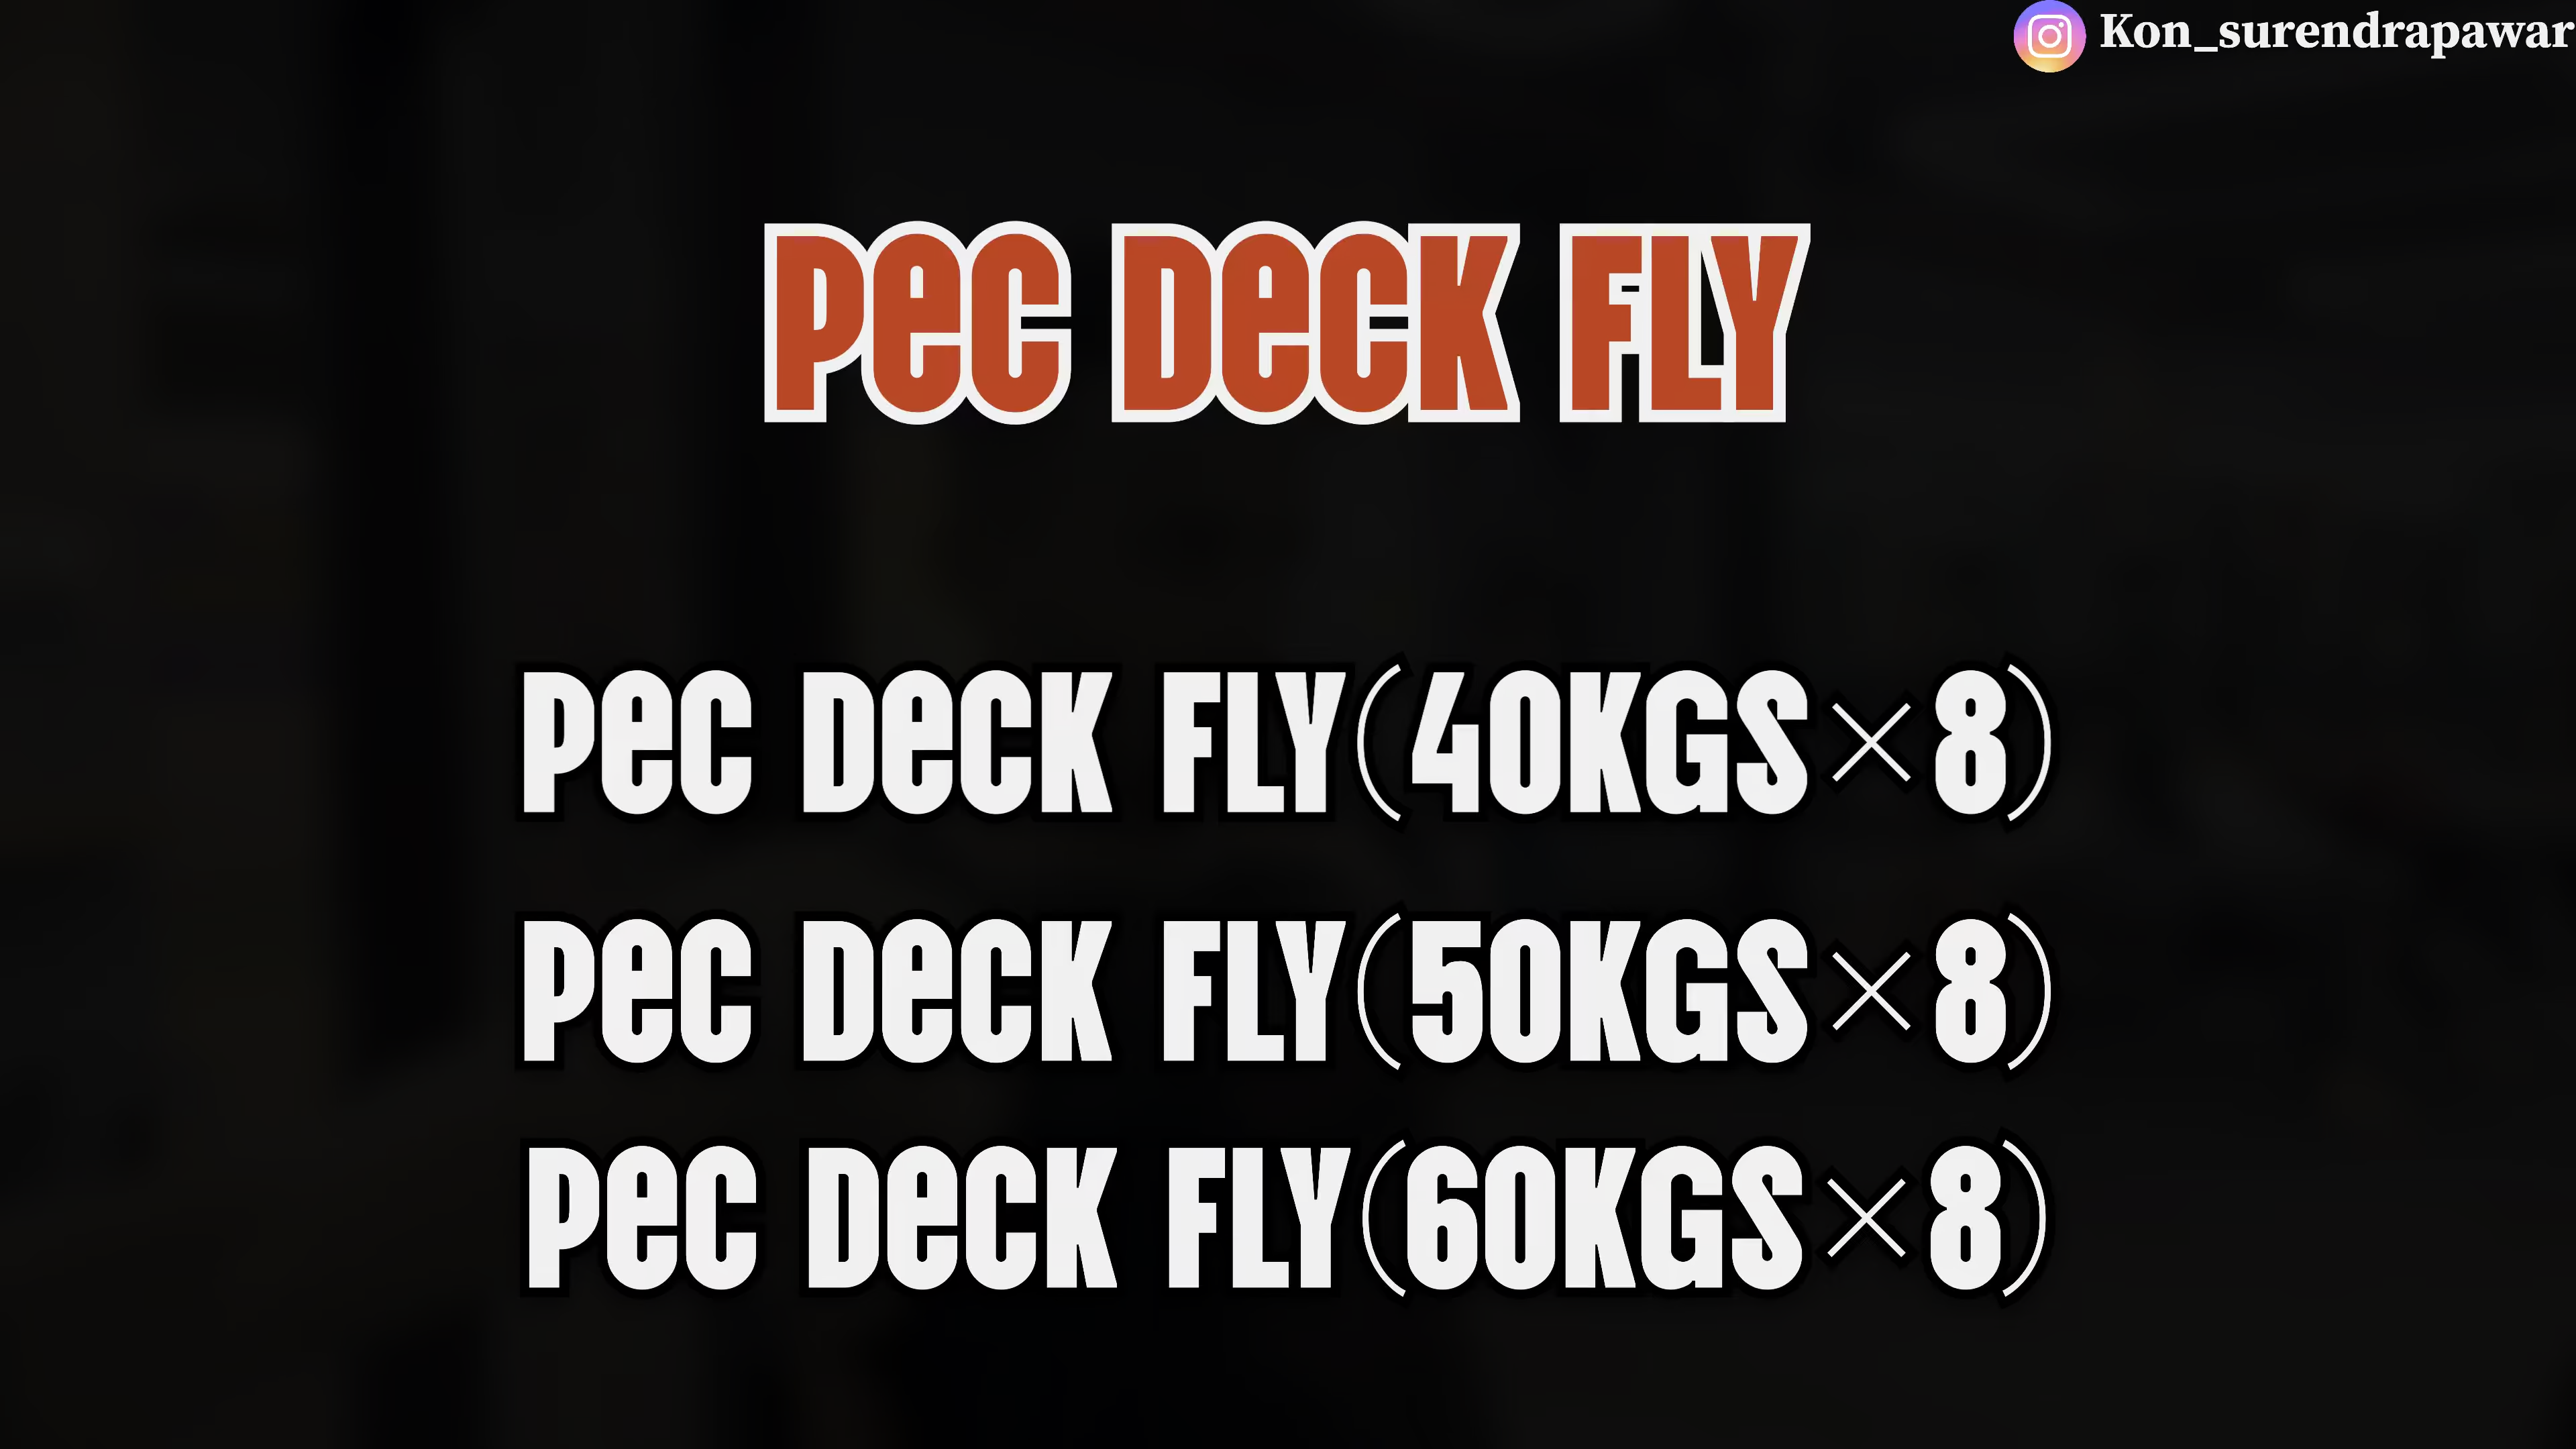 Kon_surendrapawar
PeC DeCK FLY
PeC DeCK FLY(40KGS×8)
PeC DeCK FLY(50KGS×8)
PeC DeCK FLY(60KGS×8)